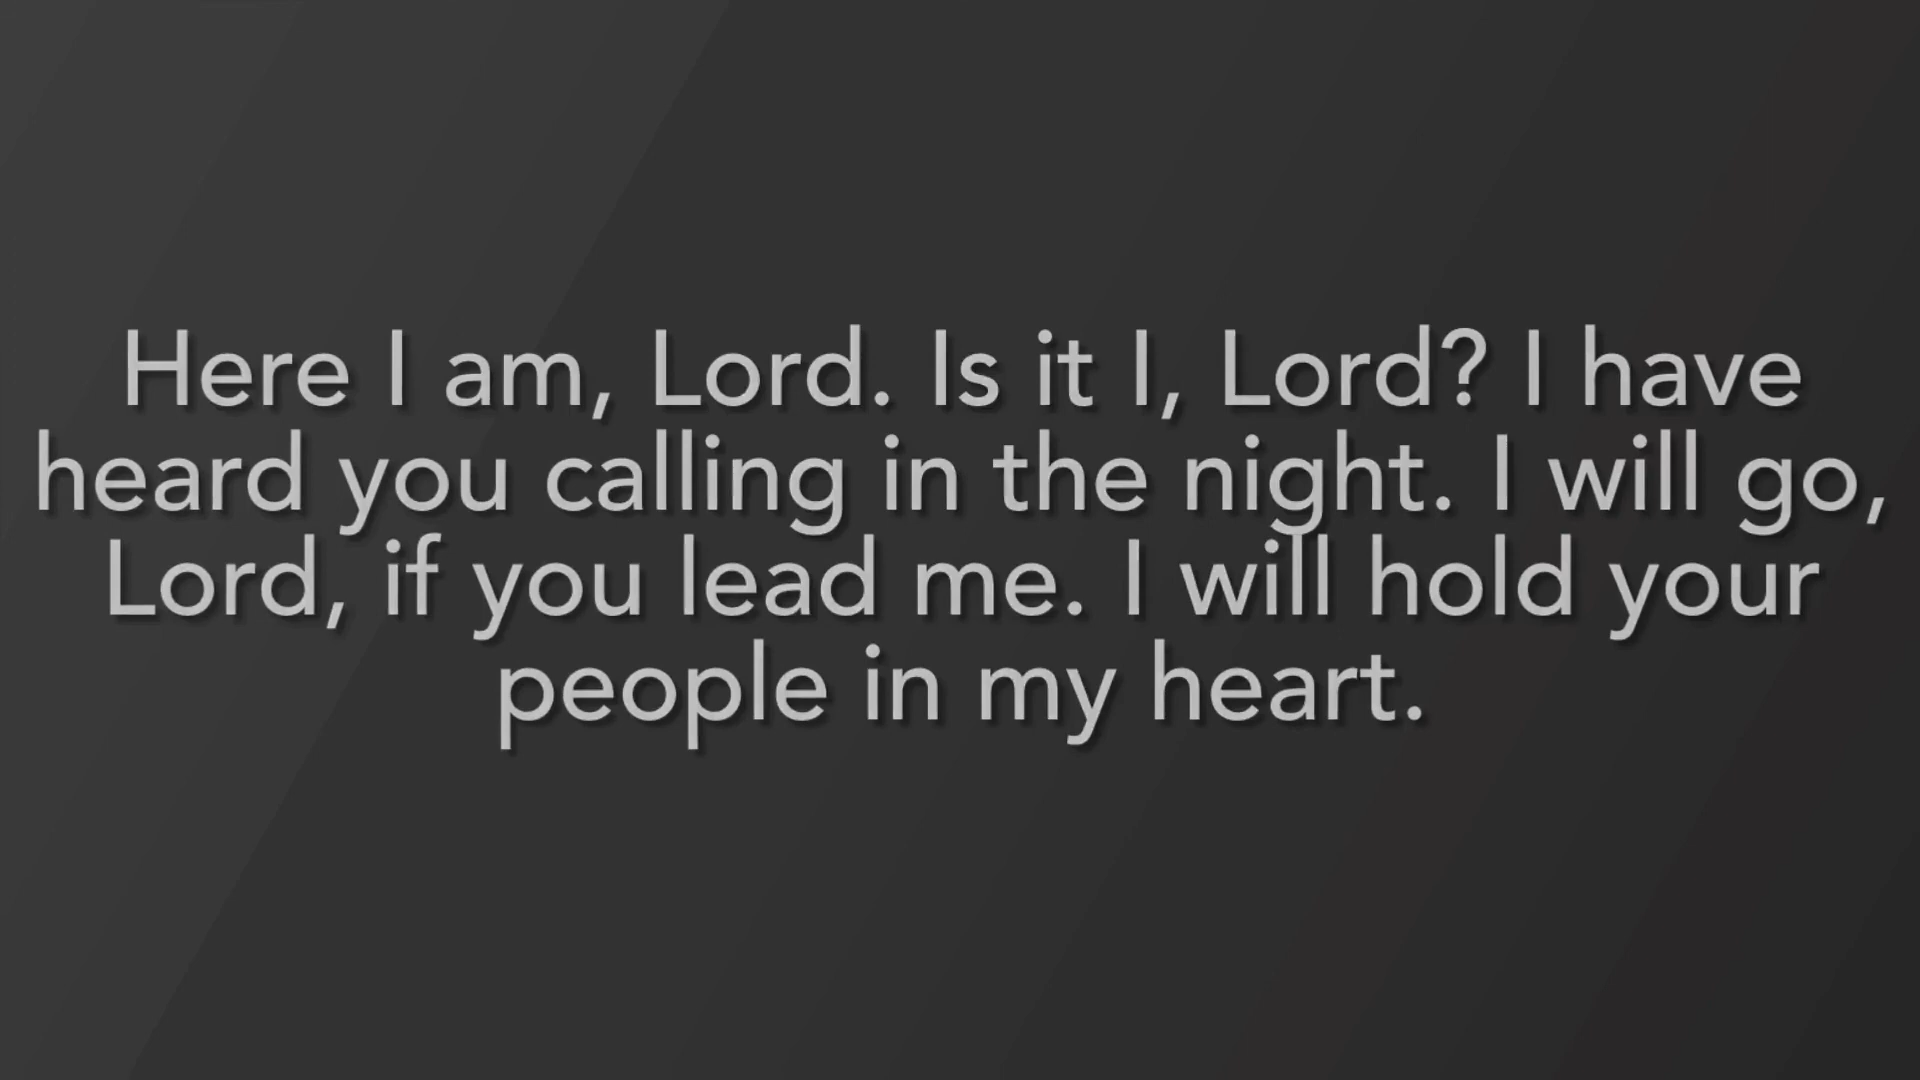 Here I am, Lord. Is it I, Lord? I have
heard you calling in the night. I will go,
Lord, if you lead me. I will hold your
people in my heart.